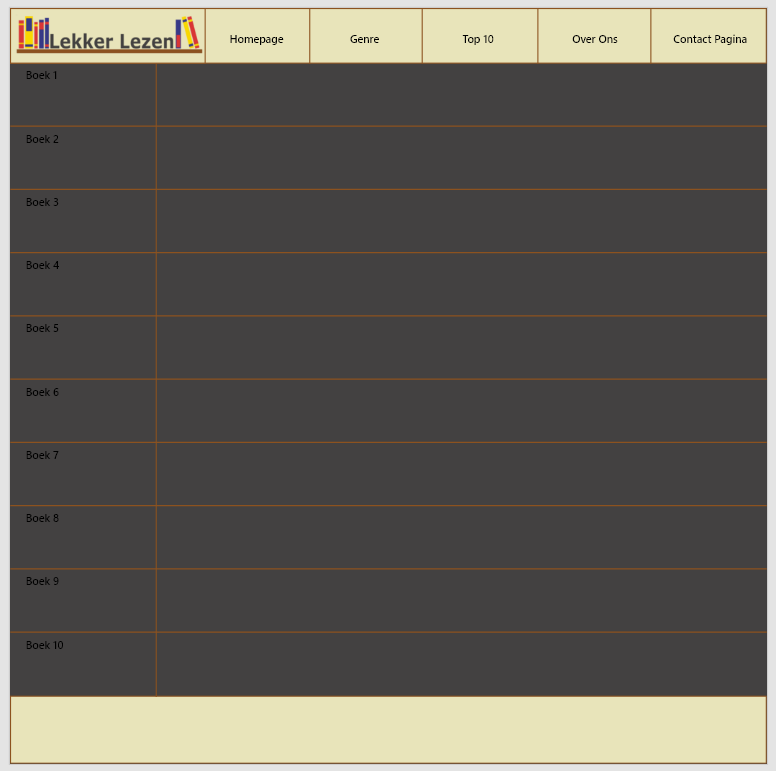 Lekker Lezen
Homepage
Genre
Top 10
Over Ons
Contact Pagina
Boek 1
Boek 2
Boek 3
Boek 4
Boek 5
Boek 6
Boek 7
Boek 8
Boek 9
Boek 10